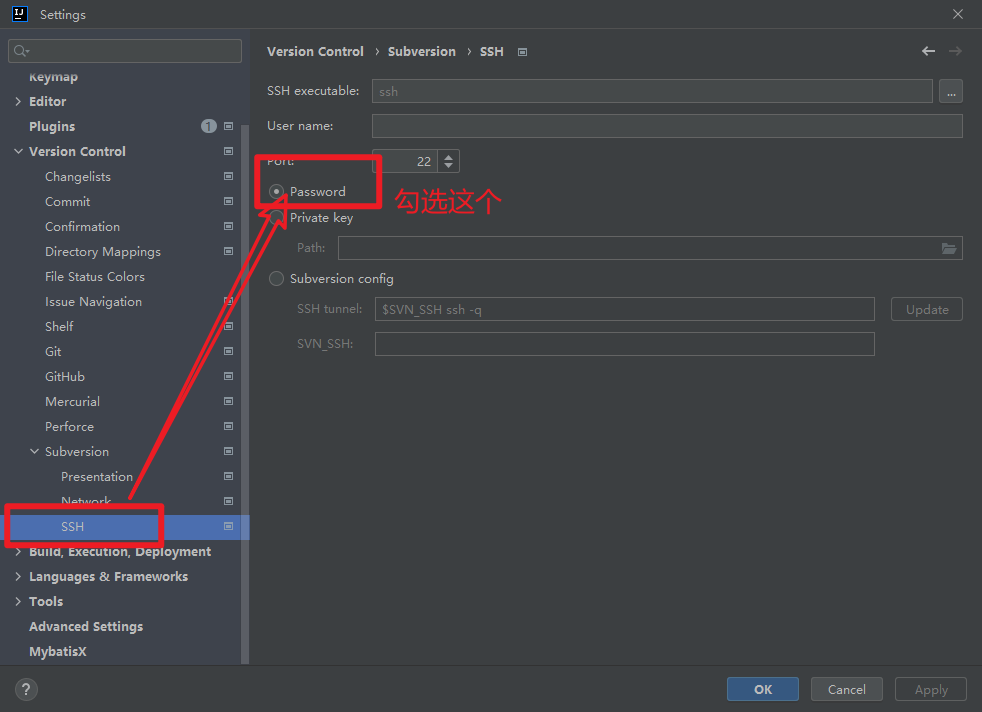 Settings
Version Control › Subversion › SSH
Keymap
Editor
Plugins 1
Version Control
Changelists
Commit
Confirmation
Directory Mappings
File Status Colors
Issue Navigation
Shelf
Git
GitHub
Mercurial
Perforce
Subversion
Presentation
Network
SSH
Build, Execution, Deployment
Languages & Frameworks
Tools
Advanced Settings
MybatisX
SSH executable: ssh ...
User name:
Port: 22
Password
勾选这个
Private key
Path:
Subversion config
SSH tunnel: $SVN_SSH ssh -q Update
SVN_SSH:
? OK Cancel Apply